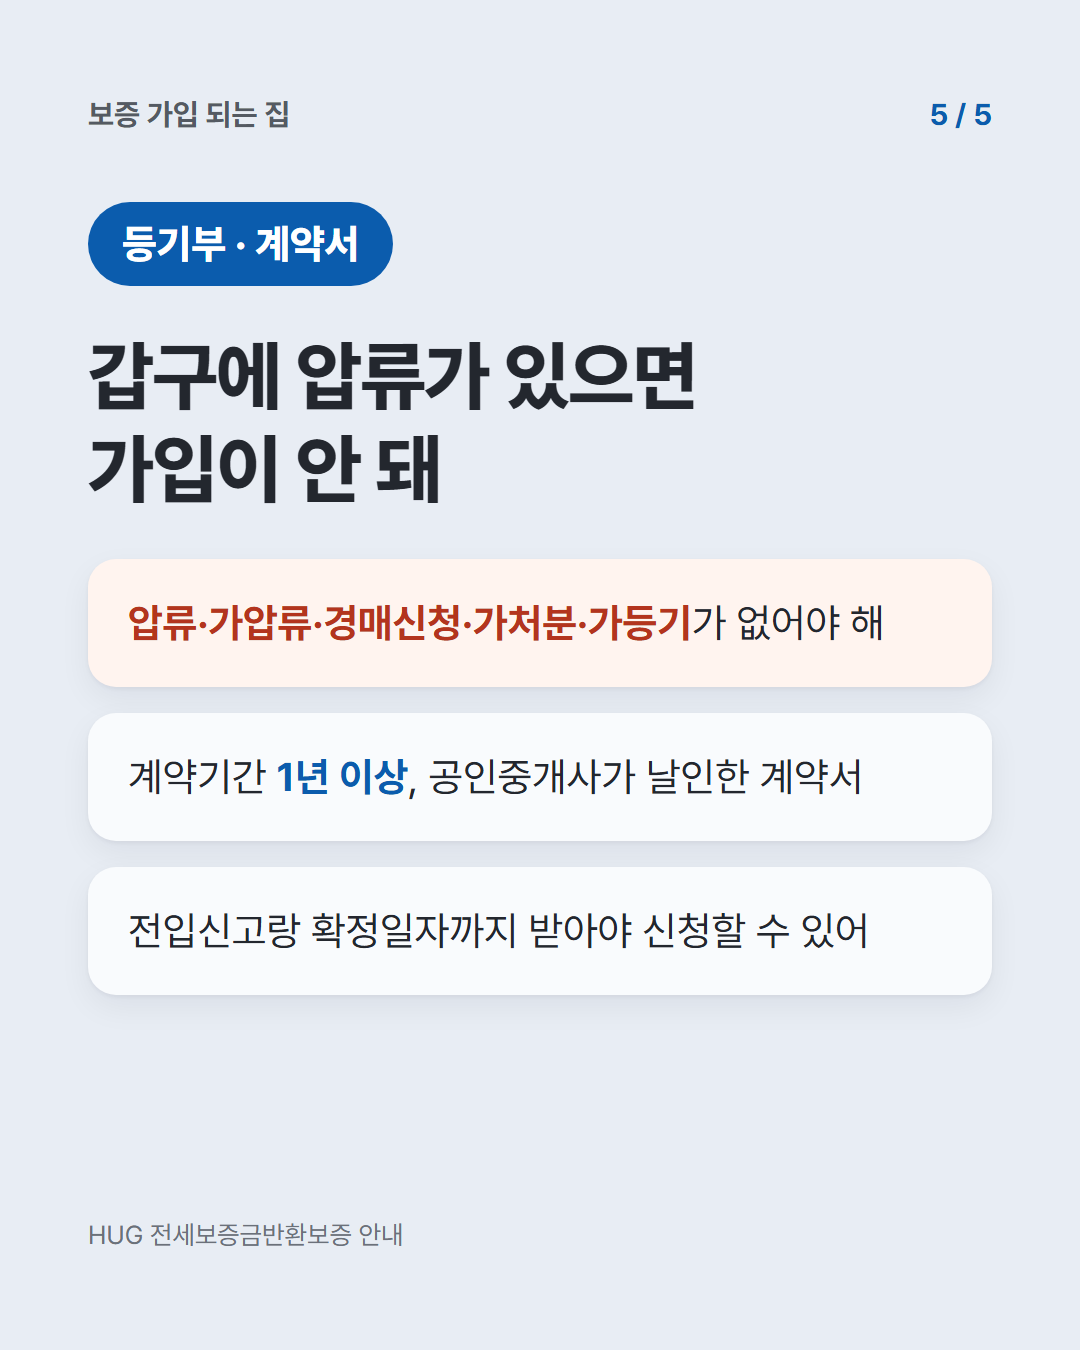 보증 가입 되는 집
5 / 5
등기부 · 계약서
갑구에 압류가 있으면
가입이 안 돼
압류·가압류·경매신청·가처분·가등기가 없어야 해
계약기간 1년 이상, 공인중개사가 날인한 계약서
전입신고랑 확정일자까지 받아야 신청할 수 있어
HUG 전세보증금반환보증 안내